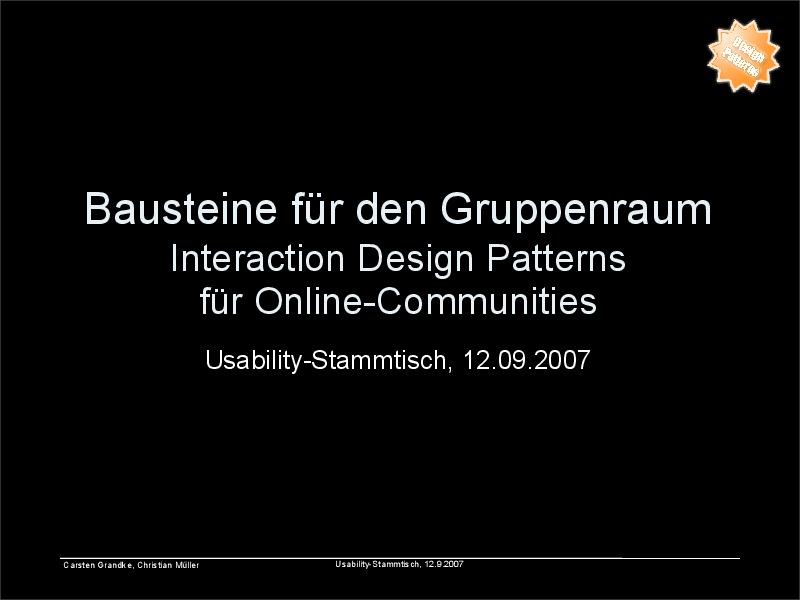 Design
Patterns
Bausteine für den Gruppenraum
Interaction Design Patterns
für Online-Communities
Usability-Stammtisch, 12.09.2007
Carsten Grandke, Christian Müller
Usability-Stammtisch, 12.9.2007